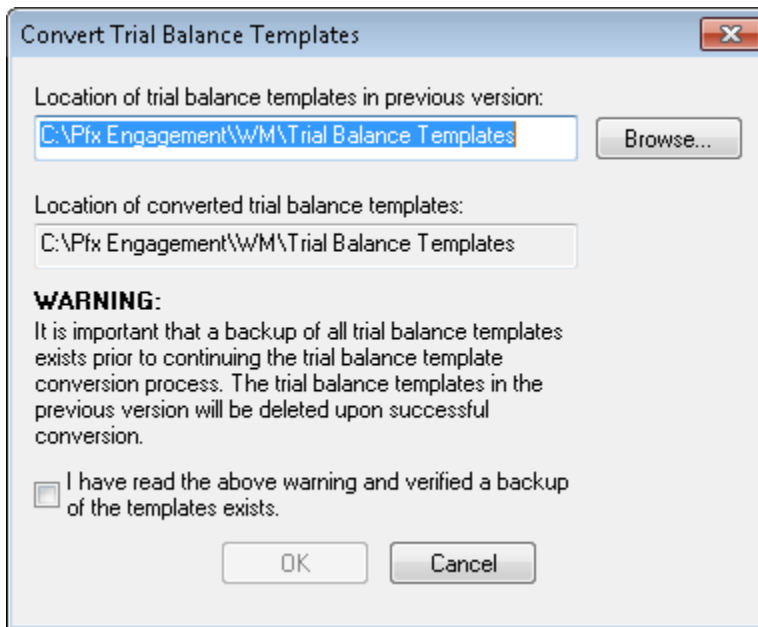 Convert Trial Balance Templates
Location of trial balance templates in previous version:
C:\Pfx Engagement\WM\Trial Balance Templates
Browse...
Location of converted trial balance templates:
C:\Pfx Engagement\WM\Trial Balance Templates
WARNING:
It is important that a backup of all trial balance templates
exists prior to continuing the trial balance template
conversion process. The trial balance templates in the
previous version will be deleted upon successful
conversion.
I have read the above warning and verified a backup
of the templates exists.
OK
Cancel